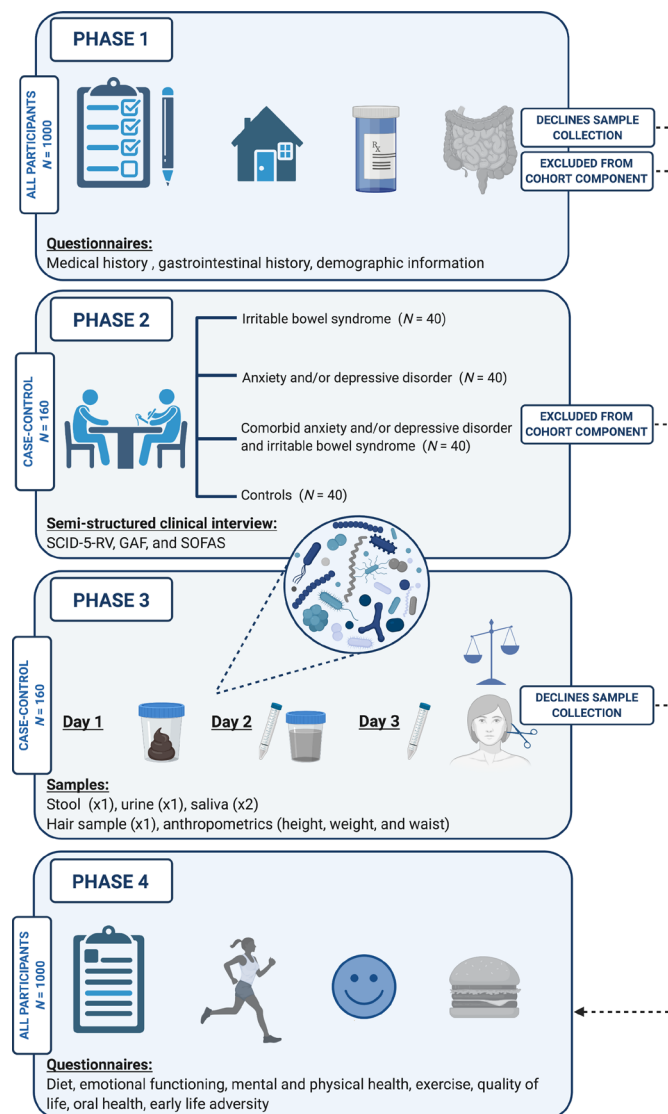 PHASE 1
ALL PARTICIPANTS
N = 1000
Rx
DECLINES SAMPLE
COLLECTION
EXCLUDED FROM
COHORT COMPONENT
Questionnaires:
Medical history , gastrointestinal history, demographic information
PHASE 2
CASE-CONTROL
N = 160
Irritable bowel syndrome (N = 40)
Anxiety and/or depressive disorder (N = 40)
Comorbid anxiety and/or depressive disorder
and irritable bowel syndrome (N = 40)
Controls (N = 40)
EXCLUDED FROM
COHORT COMPONENT
Semi-structured clinical interview:
SCID-5-RV, GAF, and SOFAS
PHASE 3
CASE-CONTROL
N = 160
Day 1
Day 2
Day 3
DECLINES SAMPLE
COLLECTION
Samples:
Stool (x1), urine (x1), saliva (x2)
Hair sample (x1), anthropometrics (height, weight, and waist)
PHASE 4
ALL PARTICIPANTS
N = 1000
Questionnaires:
Diet, emotional functioning, mental and physical health, exercise, quality of
life, oral health, early life adversity